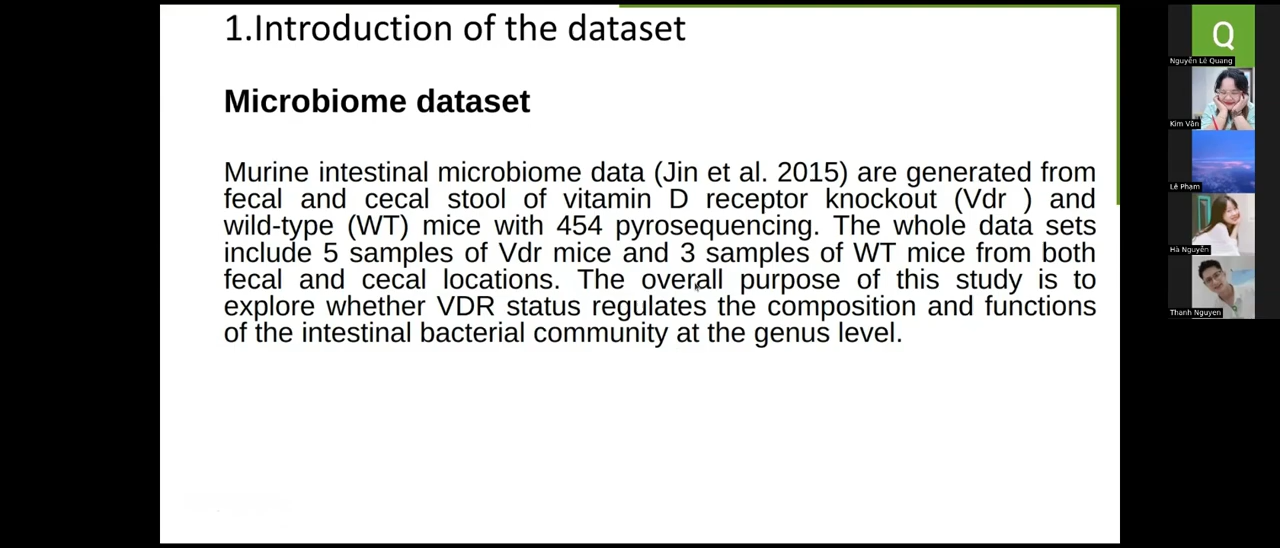 1.Introduction of the dataset
Microbiome dataset
Murine intestinal microbiome data (Jin et al. 2015) are generated from
fecal and cecal stool of vitamin D receptor knockout (Vdr ) and
wild-type (WT) mice with 454 pyrosequencing. The whole data sets
include 5 samples of Vdr mice and 3 samples of WT mice from both
fecal and cecal locations. The overall purpose of this study is to
explore whether VDR status regulates the composition and functions
of the intestinal bacterial community at the genus level.
Q
Nguyễn Lê Quang
Kim Vân
Lê Phạm
Hà Nguyên
Thanh Nguyen